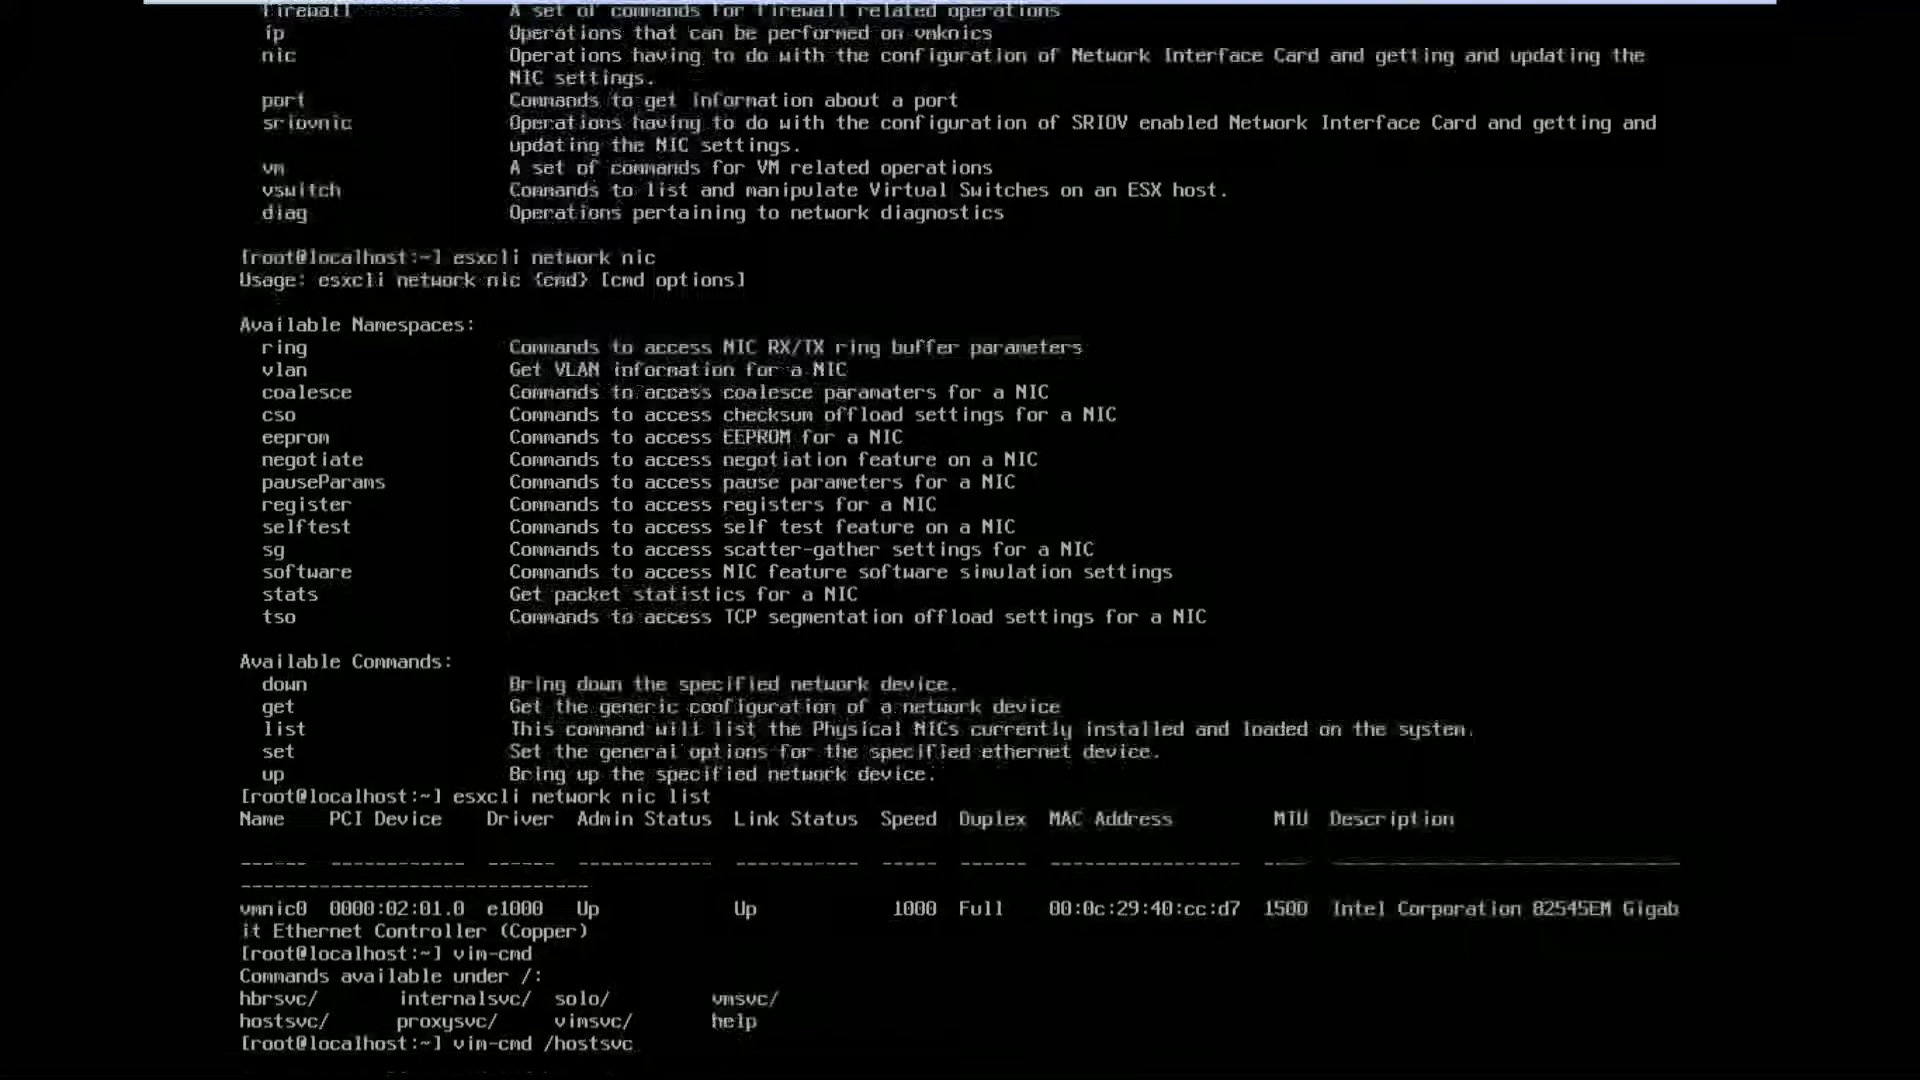 firewall A set of commands for firewall related operations
ip Operations that can be performed on vmknics
nic Operations having to do with the configuration of Network Interface Card and getting and updating the
NIC settings.
port Commands to get information about a port
sriovnic Operations having to do with the configuration of SRIOV enabled Network Interface Card and getting and
updating the NIC settings.
vm A set of commands for VM related operations
vswitch Commands to list and manipulate Virtual Switches on an ESX host.
diag Operations pertaining to network diagnostics
[root@localhost:~] esxcli network nic
Usage: esxcli network nic {cmd} [cmd options]
Available Namespaces:
ring Commands to access NIC RX/TX ring buffer parameters
vlan Get VLAN information for a NIC
coalesce Commands to access coalesce paramaters for a NIC
cso Commands to access checksum offload settings for a NIC
eeprom Commands to access EEPROM for a NIC
negotiate Commands to access negotiation feature on a NIC
pauseParams Commands to access pause parameters for a NIC
register Commands to access registers for a NIC
selftest Commands to access self test feature on a NIC
sg Commands to access scatter-gather settings for a NIC
software Commands to access NIC feature software simulation settings
stats Get packet statistics for a NIC
tso Commands to access TCP segmentation offload settings for a NIC
Available Commands:
down Bring down the specified network device.
get Get the generic configuration of a network device
list This command will list the Physical NICs currently installed and loaded on the system.
set Set the general options for the specified ethernet device.
up Bring up the specified network device.
[root@localhost:~] esxcli network nic list
Name PCI Device Driver Admin Status Link Status Speed Duplex MAC Address MTU Description
------ ------------ ------ ------------ ----------- ----- ------ ----------------- ---- -------------------------------
-------------------------------
vmnic0 0000:02:01.0 e1000 Up Up 1000 Full 00:0c:29:40:cc:d7 1500 Intel Corporation 82545EM Gigab
it Ethernet Controller (Copper)
[root@localhost:~] vim-cmd
Commands available under /:
hbrsvc/ internalsvc/ solo/ vmsvc/
hostsvc/ proxysvc/ vimsvc/ help
[root@localhost:~] vim-cmd /hostsvc